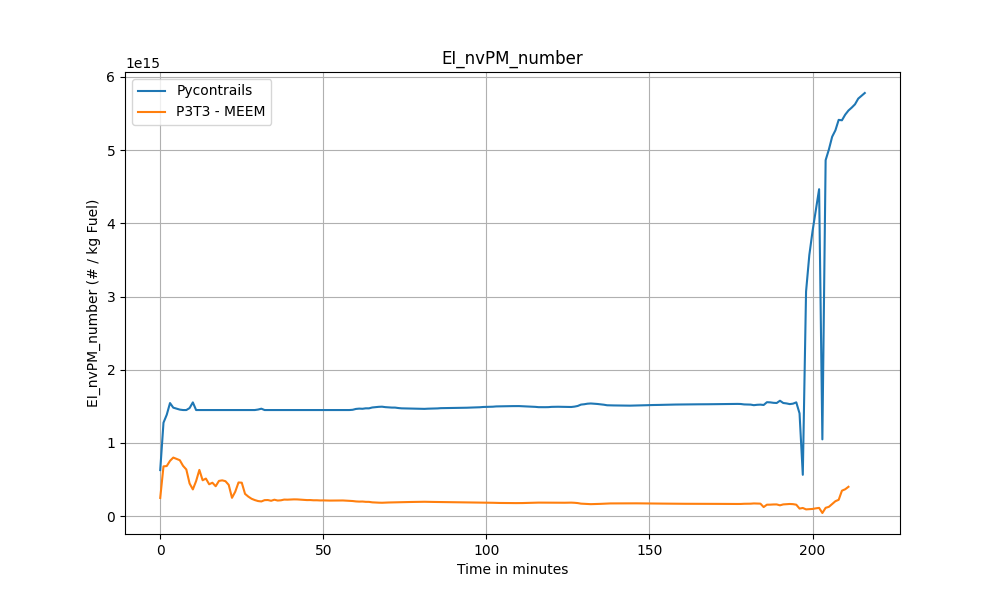 EI_nvPM_number
1e15
Pycontrails
P3T3 - MEEM
EI_nvPM_number (# / kg Fuel)
6
5
4
3
2
1
0
0 50 100 150 200
Time in minutes